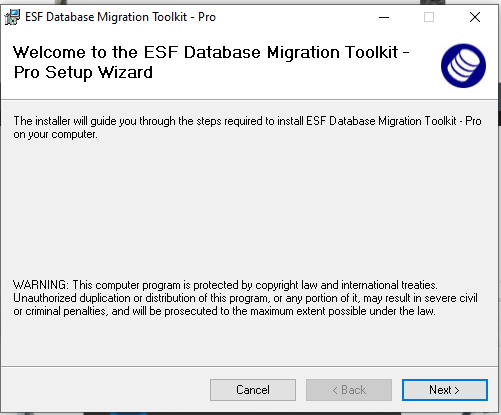 ESF Database Migration Toolkit - Pro
Welcome to the ESF Database Migration Toolkit -
Pro Setup Wizard
The installer will guide you through the steps required to install ESF Database Migration Toolkit - Pro
on your computer.
WARNING: This computer program is protected by copyright law and international treaties.
Unauthorized duplication or distribution of this program, or any portion of it, may result in severe civil
or criminal penalties, and will be prosecuted to the maximum extent possible under the law.
Cancel
< Back
Next >